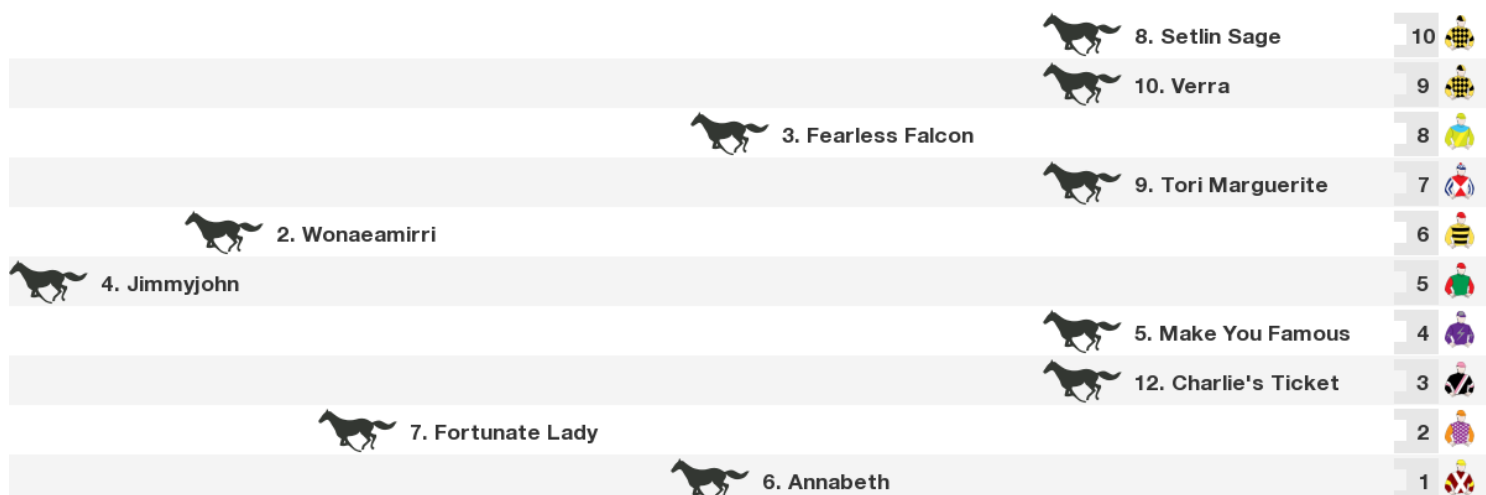 8. Setlin Sage 10
10. Verra 9
3. Fearless Falcon 8
9. Tori Marguerite 7
2. Wonaeamirri 6
4. Jimmyjohn 5
5. Make You Famous 4
12. Charlie's Ticket 3
7. Fortunate Lady 2
6. Annabeth 1